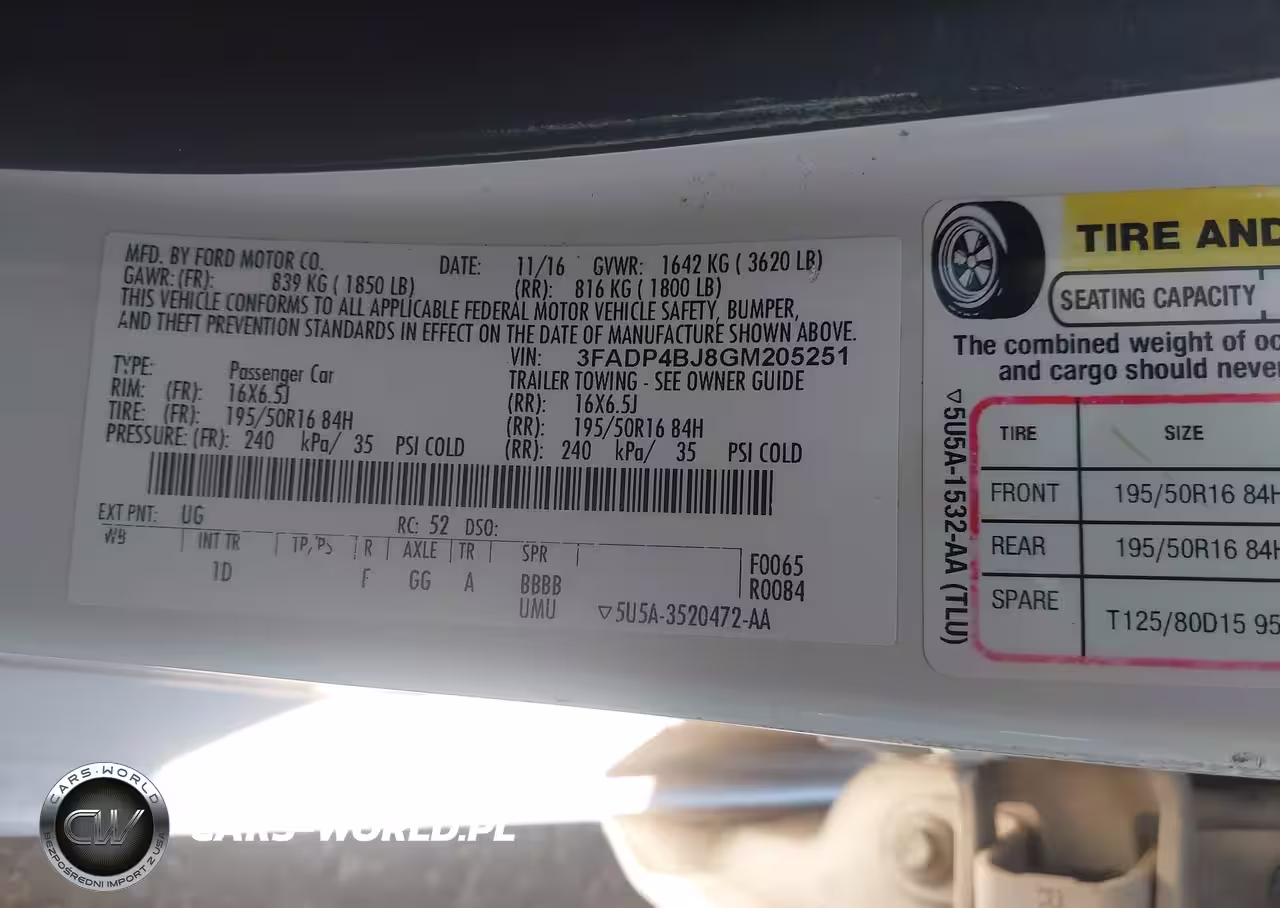 MFD. BY FORD MOTOR CO. DATE: 11/16 GVWR: 1642 KG ( 3620 LB)
GAWR: (FR): 839 KG ( 1850 LB) (RR): 816 KG ( 1800 LB)
THIS VEHICLE CONFORMS TO ALL APPLICABLE FEDERAL MOTOR VEHICLE SAFETY, BUMPER,
AND THEFT PREVENTION STANDARDS IN EFFECT ON THE DATE OF MANUFACTURE SHOWN ABOVE.
VIN: 3FADP4BJ8GM205251
TYPE: Passenger Car TRAILER TOWING - SEE OWNER GUIDE
RIM: (FR): 16X6.5J (RR): 16X6.5J
TIRE: (FR): 195/50R16 84H (RR): 195/50R16 84H
PRESSURE: (FR): 240 kPa/ 35 PSI COLD (RR): 240 kPa/ 35 PSI COLD
EXT PNT: UG RC: 52 DSO:
WB INT TR TP/PS R AXLE TR SPR F0065
1D F GG A BBBB R0084
UMU ▽5U5A-3520472-AA
TIRE AND
SEATING CAPACITY
The combined weight of oc
and cargo should never
▽5U5A-1532-AA (TLU)
TIRE SIZE
FRONT 195/50R16 84H
REAR 195/50R16 84H
SPARE T125/80D15 95
CARS-WORLD
CW
BEZPOŚREDNI IMPORT Z USA
CARS-WORLD.PL